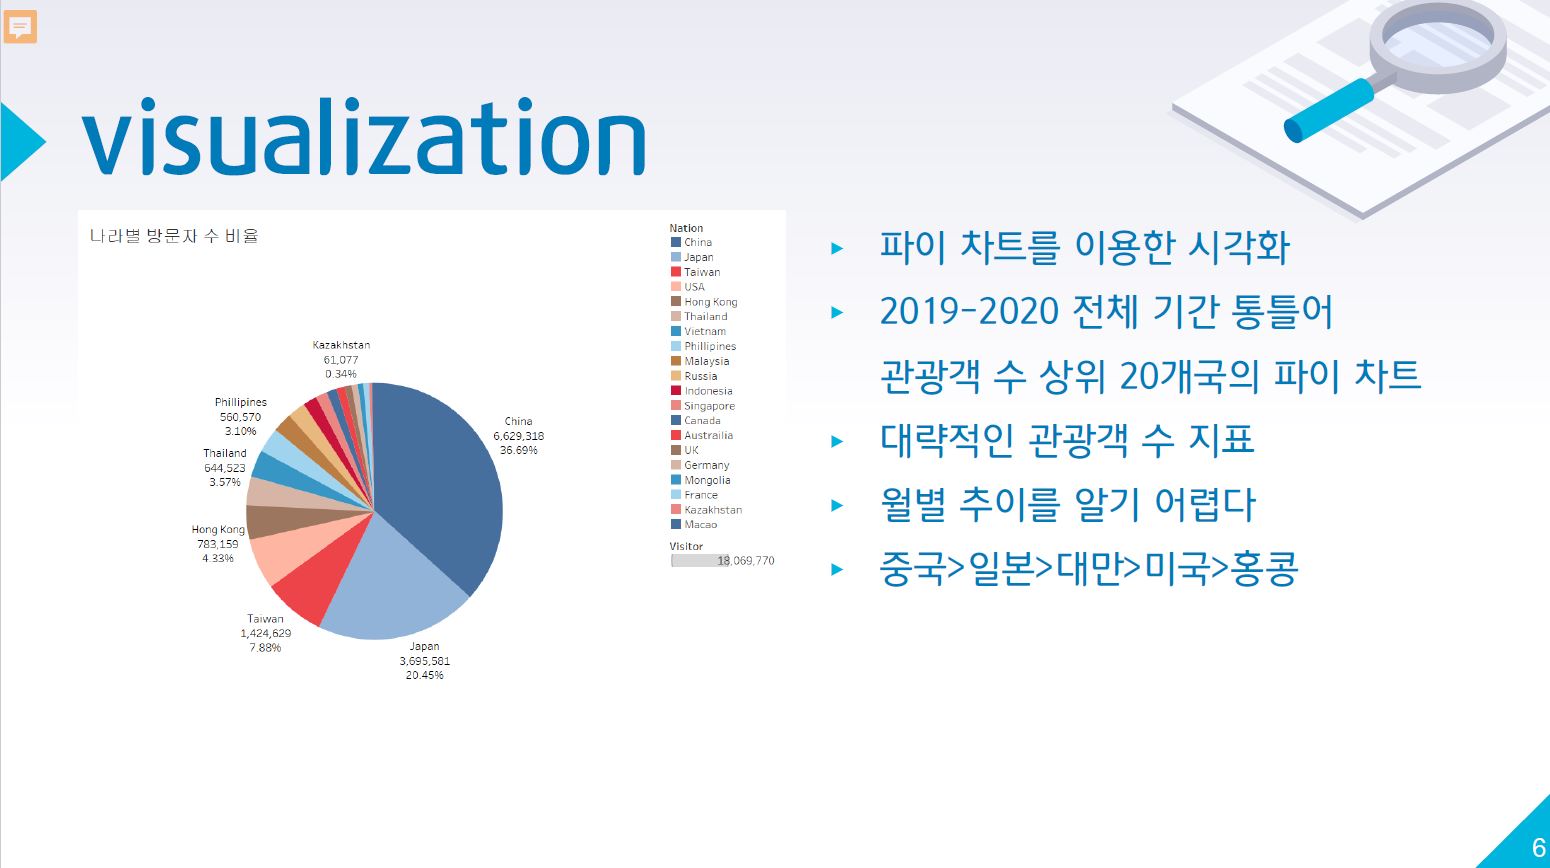 visualization
나라별 방문자 수 비율
Kazakhstan
61,077
0.34%
Phillipines
560,570
3.10%
Thailand
644,523
3.57%
Hong Kong
783,159
4.33%
Taiwan
1,424,629
7.88%
China
6,629,318
36.69%
Japan
3,695,581
20.45%
Nation
China
Japan
Taiwan
USA
Hong Kong
Thailand
Vietnam
Phillipines
Malaysia
Russia
Indonesia
Singapore
Canada
Austrailia
UK
Germany
Mongolia
France
Kazakhstan
Macao
Visitor
18,069,770
파이 차트를 이용한 시각화
2019-2020 전체 기간 통틀어
관광객 수 상위 20개국의 파이 차트
대략적인 관광객 수 지표
월별 추이를 알기 어렵다
중국>일본>대만>미국>홍콩
6